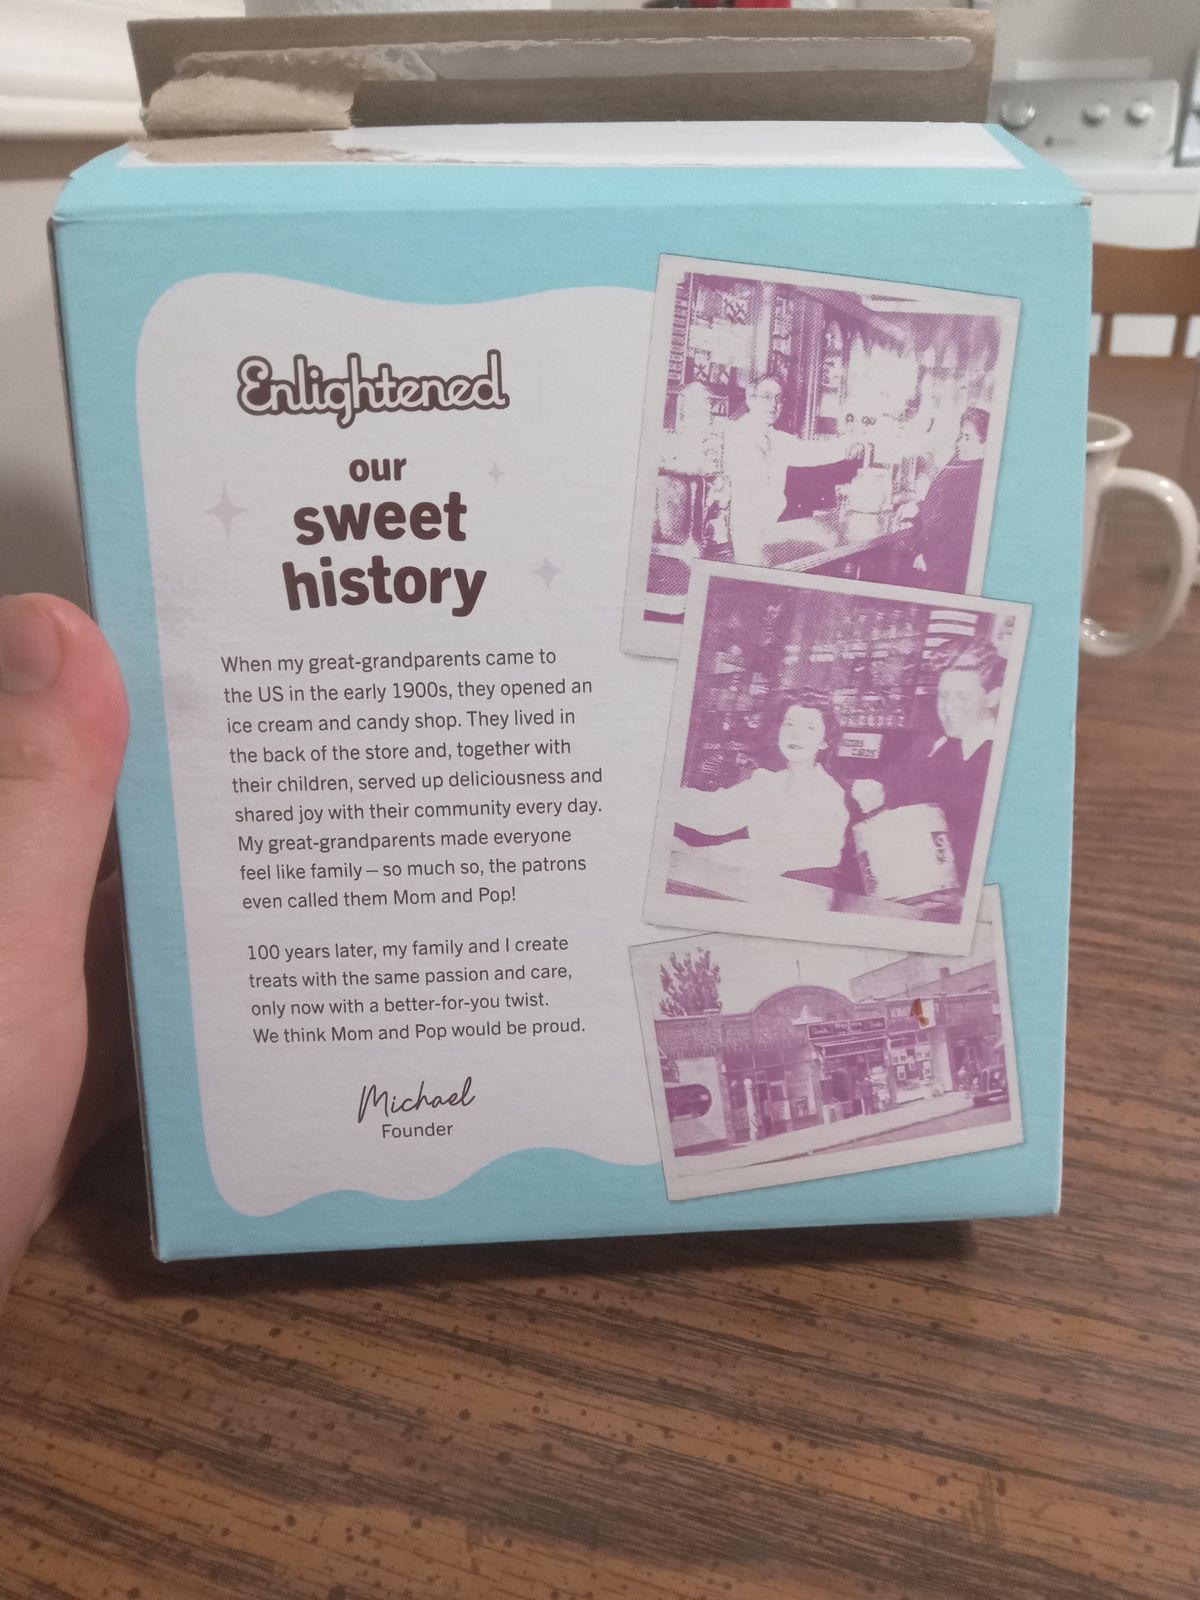 Enlightened
our
sweet
history
When my great-grandparents came to
the US in the early 1900s, they opened an
ice cream and candy shop. They lived in
the back of the store and, together with
their children, served up deliciousness and
shared joy with their community every day.
My great-grandparents made everyone
feel like family – so much so, the patrons
even called them Mom and Pop!
100 years later, my family and I create
treats with the same passion and care,
only now with a better-for-you twist.
We think Mom and Pop would be proud.
Michael
Founder